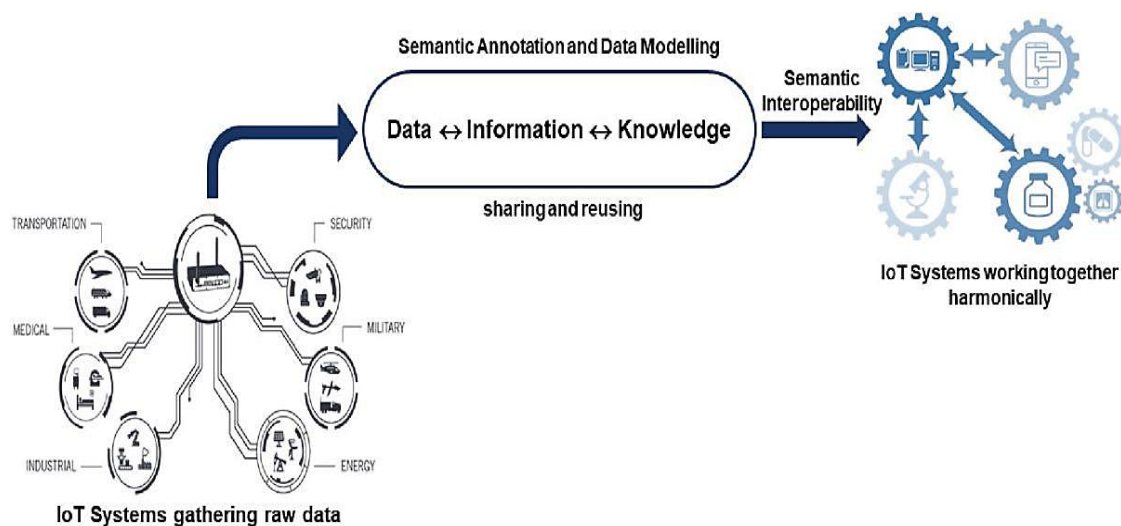 Semantic Annotation and Data Modelling
Data ↔ Information ↔ Knowledge
sharing and reusing
Semantic
Interoperability
IoT Systems working together
harmonically
TRANSPORTATION
SECURITY
MEDICAL
MILITARY
INDUSTRIAL
ENERGY
IoT Systems gathering raw data